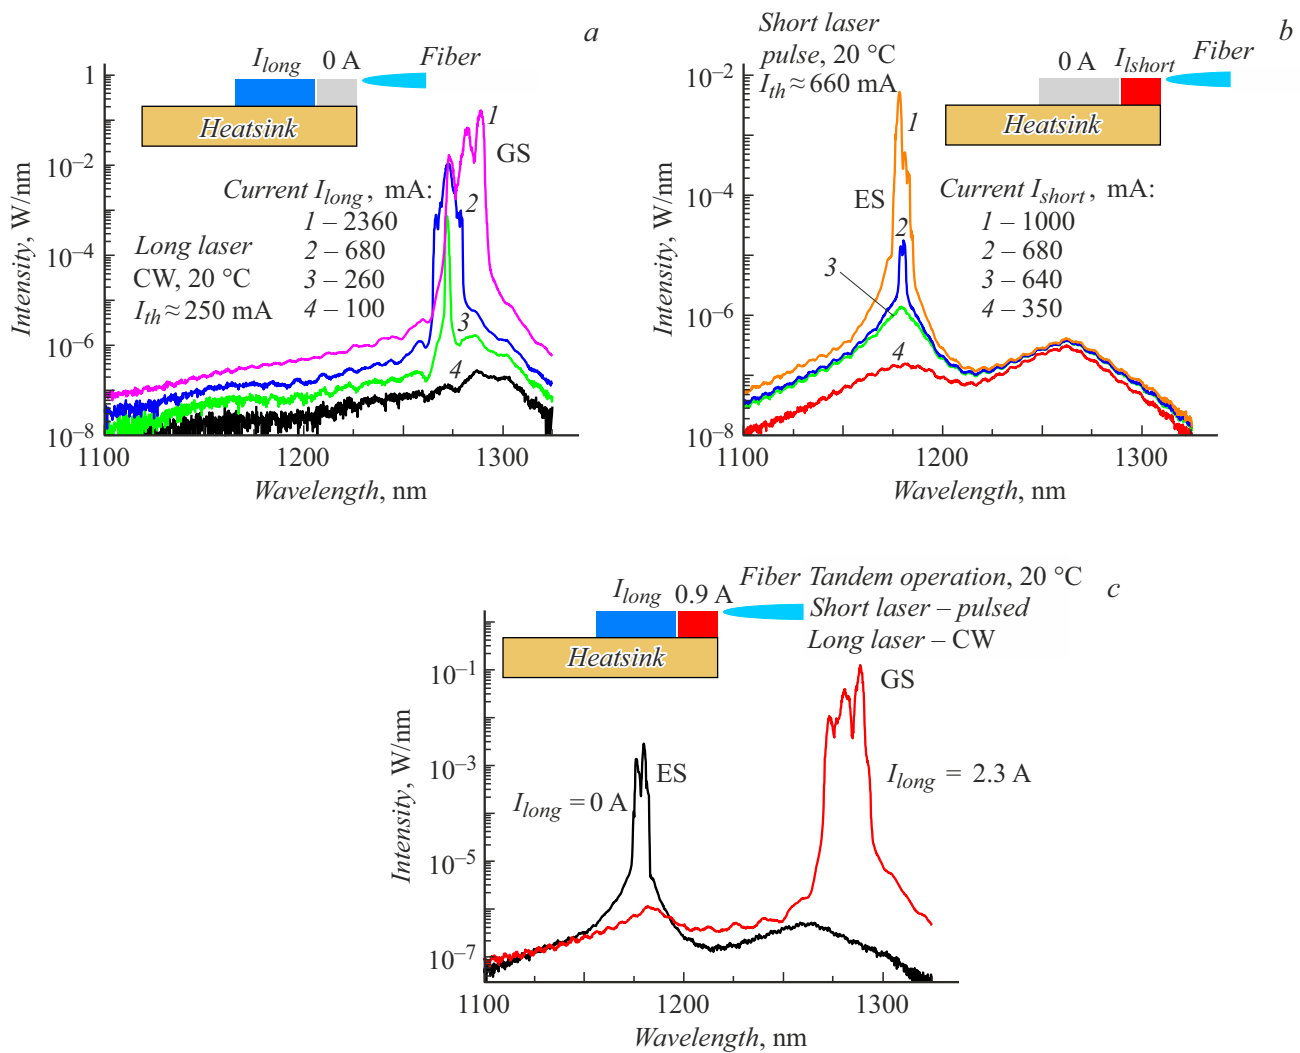 a
I_long 0 A
Fiber
Heatsink
1
10^–2
10^–4
10^–6
10^–8
Intensity, W/nm
1
GS
2
3
4
Current I_long, mA:
1 – 2360
2 – 680
3 – 260
4 – 100
Long laser
CW, 20 °C
I_th ≈ 250 mA
1100
1200
1300
Wavelength, nm
b
Short laser
pulse, 20 °C
I_th ≈ 660 mA
0 A I_lshort
Fiber
Heatsink
10^–2
10^–4
10^–6
10^–8
Intensity, W/nm
1
ES
2
3
4
Current I_short, mA:
1 – 1000
2 – 680
3 – 640
4 – 350
1100
1200
1300
Wavelength, nm
c
I_long 0.9 A
Fiber
Heatsink
Tandem operation, 20 °C
Short laser – pulsed
Long laser – CW
10^–1
10^–3
10^–5
10^–7
Intensity, W/nm
GS
ES
I_long = 0 A
I_long = 2.3 A
1100
1200
1300
Wavelength, nm